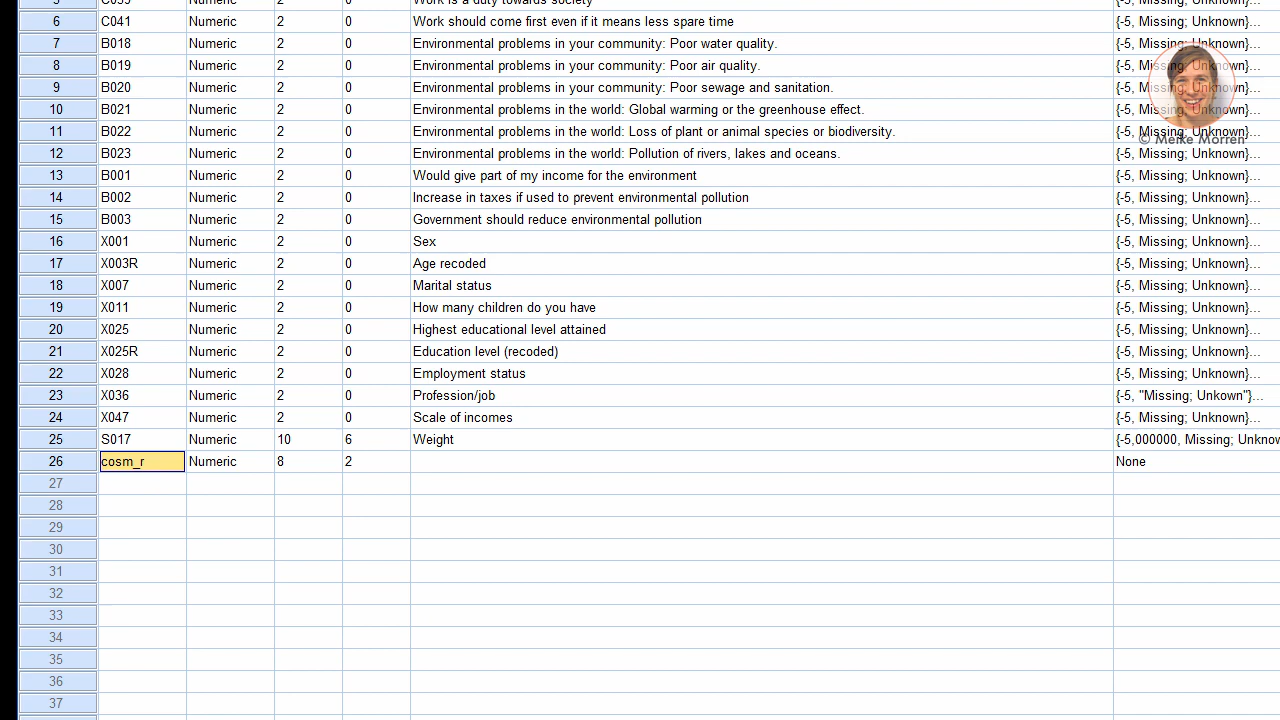 5 C039 Numeric 2 0 Work is a duty towards society {-5, Missing; Unknown}...
6 C041 Numeric 2 0 Work should come first even if it means less spare time {-5, Missing; Unknown}...
7 B018 Numeric 2 0 Environmental problems in your community: Poor water quality. {-5, Missing; Unknown}...
8 B019 Numeric 2 0 Environmental problems in your community: Poor air quality. {-5, Missing; Unknown}...
9 B020 Numeric 2 0 Environmental problems in your community: Poor sewage and sanitation. {-5, Missing; Unknown}...
10 B021 Numeric 2 0 Environmental problems in the world: Global warming or the greenhouse effect. {-5, Missing; Unknown}...
11 B022 Numeric 2 0 Environmental problems in the world: Loss of plant or animal species or biodiversity. {-5, Missing; Unknown}...
© Meike Morren
12 B023 Numeric 2 0 Environmental problems in the world: Pollution of rivers, lakes and oceans. {-5, Missing; Unknown}...
13 B001 Numeric 2 0 Would give part of my income for the environment {-5, Missing; Unknown}...
14 B002 Numeric 2 0 Increase in taxes if used to prevent environmental pollution {-5, Missing; Unknown}...
15 B003 Numeric 2 0 Government should reduce environmental pollution {-5, Missing; Unknown}...
16 X001 Numeric 2 0 Sex {-5, Missing; Unknown}...
17 X003R Numeric 2 0 Age recoded {-5, Missing; Unknown}...
18 X007 Numeric 2 0 Marital status {-5, Missing; Unknown}...
19 X011 Numeric 2 0 How many children do you have {-5, Missing; Unknown}...
20 X025 Numeric 2 0 Highest educational level attained {-5, Missing; Unknown}...
21 X025R Numeric 2 0 Education level (recoded) {-5, Missing; Unknown}...
22 X028 Numeric 2 0 Employment status {-5, Missing; Unknown}...
23 X036 Numeric 2 0 Profession/job {-5, "Missing; Unkown"}...
24 X047 Numeric 2 0 Scale of incomes {-5, Missing; Unknown}...
25 S017 Numeric 10 6 Weight {-5,000000, Missing; Unknow
26 cosm_r Numeric 8 2 None
27
28
29
30
31
32
33
34
35
36
37